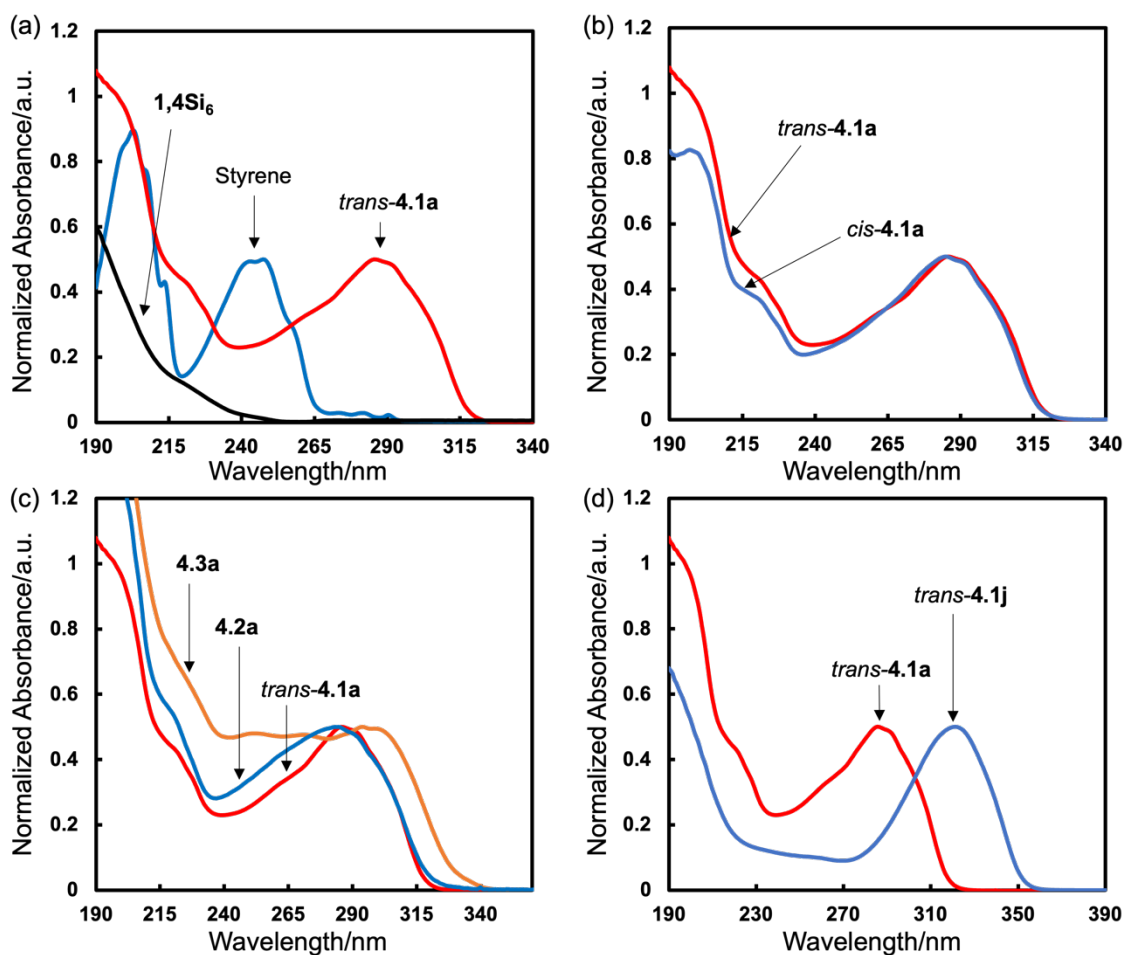 (a)
Normalized Absorbance/a.u.
1.2
1
0.8
0.6
0.4
0.2
0
1,4Si₆
Styrene
trans-4.1a
190 215 240 265 290 315 340
Wavelength/nm
(b)
Normalized Absorbance/a.u.
1.2
1
0.8
0.6
0.4
0.2
0
trans-4.1a
cis-4.1a
190 215 240 265 290 315 340
Wavelength/nm
(c)
Normalized Absorbance/a.u.
1.2
1
0.8
0.6
0.4
0.2
0
4.3a
4.2a
trans-4.1a
190 215 240 265 290 315 340
Wavelength/nm
(d)
Normalized Absorbance/a.u.
1.2
1
0.8
0.6
0.4
0.2
0
trans-4.1j
trans-4.1a
190 230 270 310 350 390
Wavelength/nm